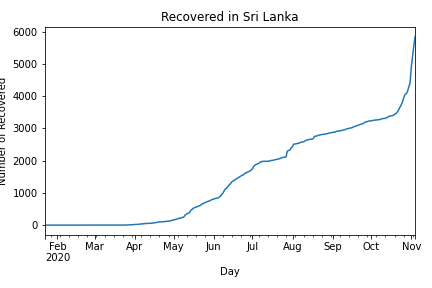 Recovered in Sri Lanka
6000
5000
4000
3000
2000
1000
0
Number of Recovered
Feb
2020
Mar
Apr
May
Jun
Jul
Aug
Sep
Oct
Nov
Day